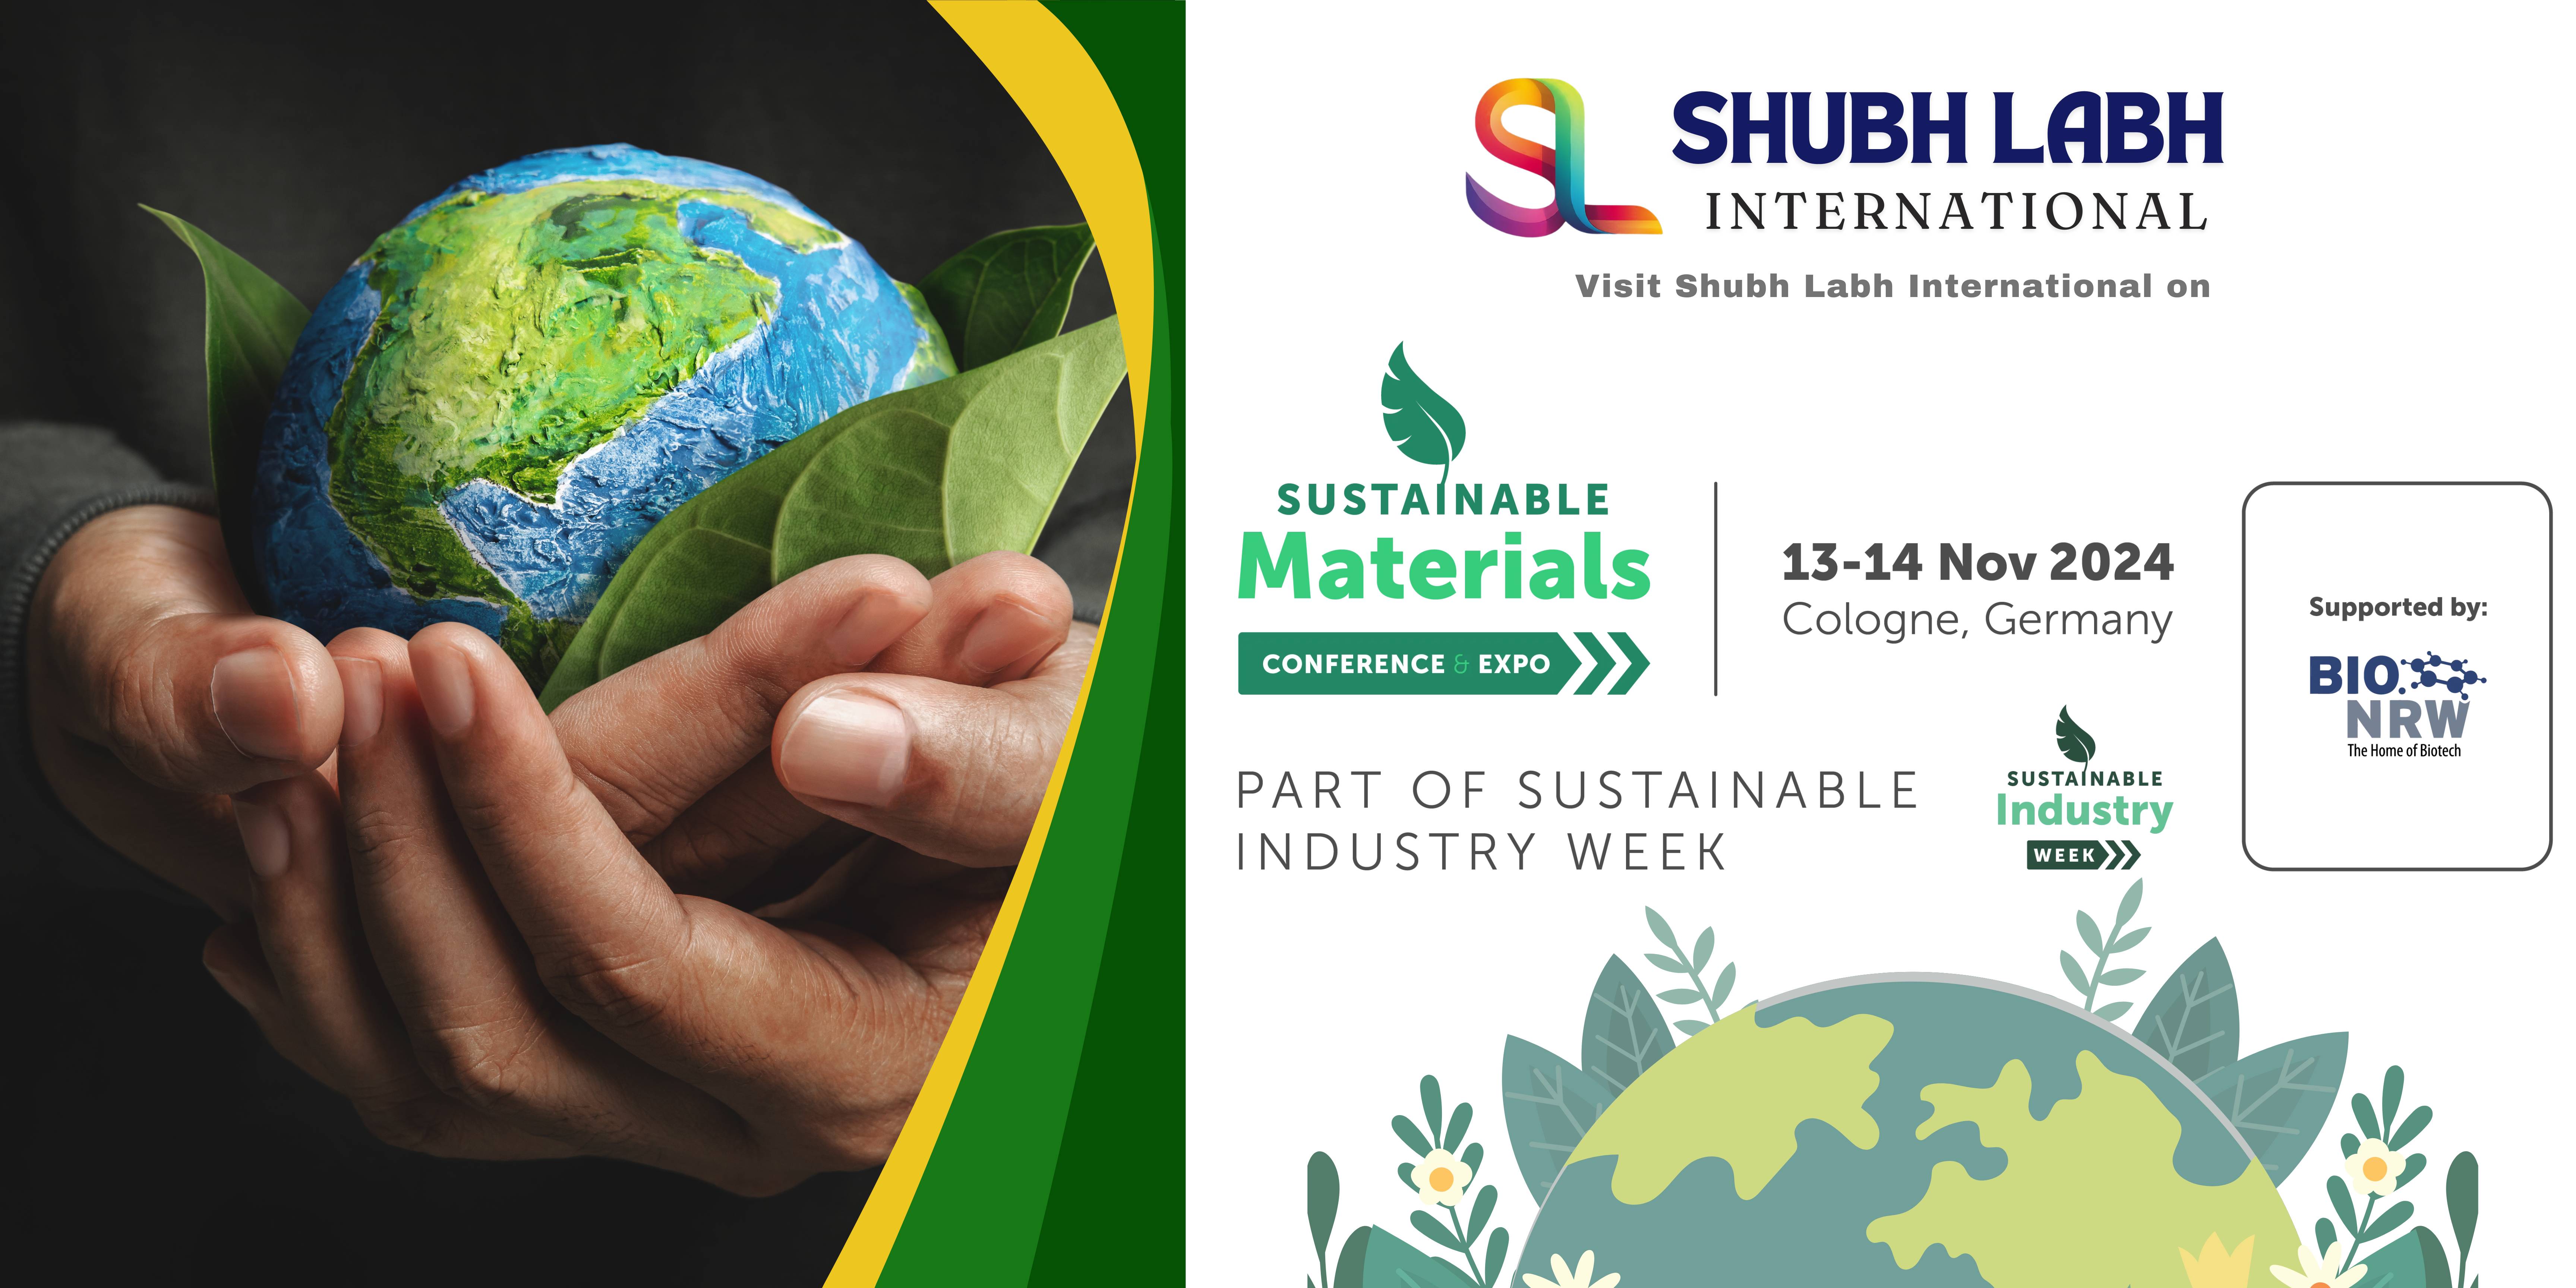 SL SHUBH LABH
INTERNATIONAL
Visit Shubh Labh International on
SUSTAINABLE
Materials
CONFERENCE & EXPO
13-14 Nov 2024
Cologne, Germany
PART OF SUSTAINABLE
INDUSTRY WEEK
SUSTAINABLE
Industry
WEEK
Supported by:
BIO.
NRW
The Home of Biotech